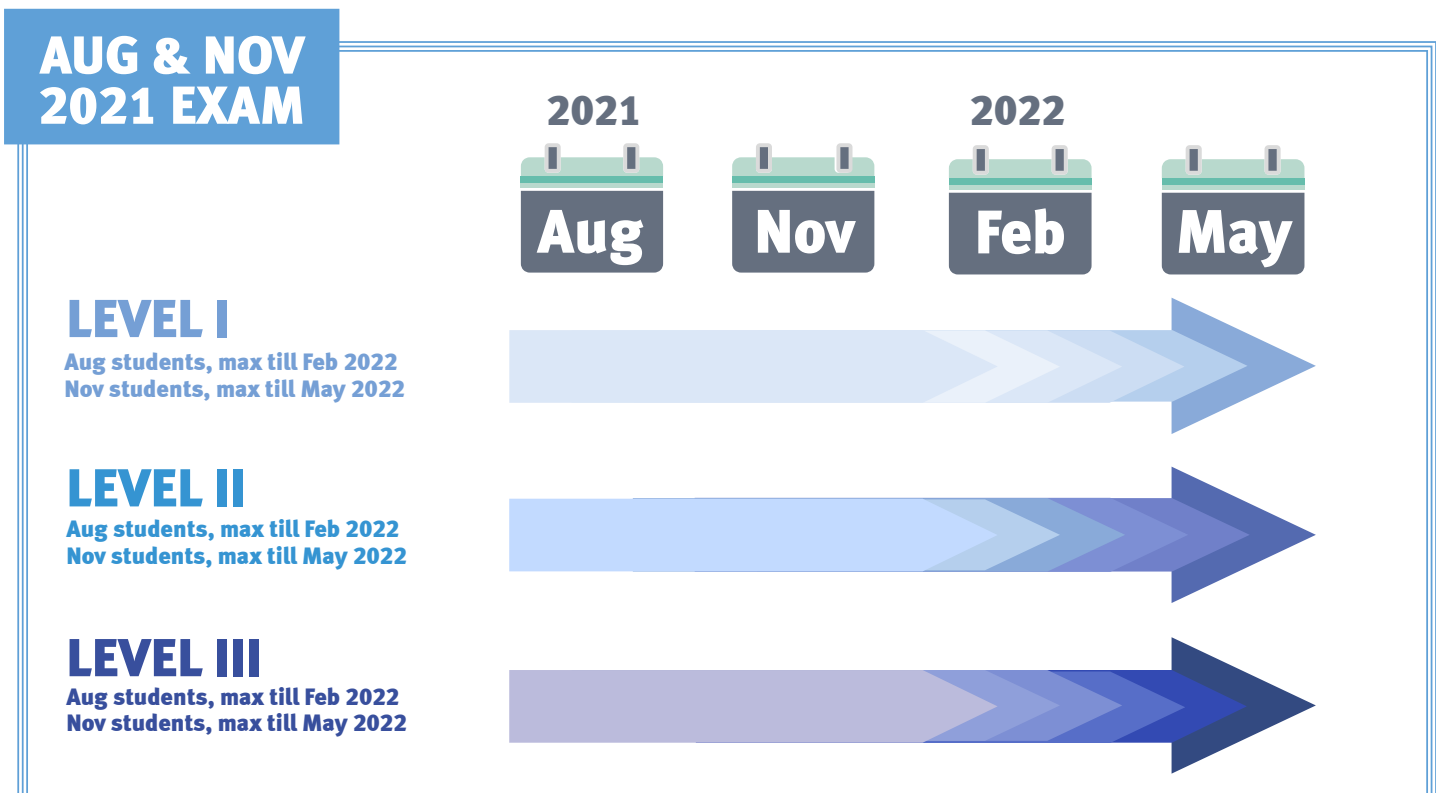 AUG & NOV
2021 EXAM
2021
2022
Aug
Nov
Feb
May
LEVEL I
Aug students, max till Feb 2022
Nov students, max till May 2022
LEVEL II
Aug students, max till Feb 2022
Nov students, max till May 2022
LEVEL III
Aug students, max till Feb 2022
Nov students, max till May 2022